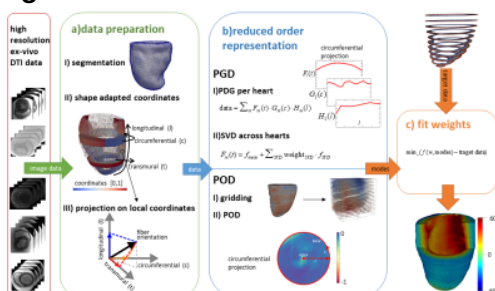 high
resolution
ex-vivo
DTI data
image data
a)data preparation
I) segmentation
II) shape adapted coordinates
longitudinal (l)
circumferential (c)
transmural (t)
coordinates [0,1]
III) projection on local coordinates
longitudinal (l)
fiber
orientation
circumferential (c)
transmural (t)
data
b)reduced order
representation
circumferential
projection
PGD
I)PDG per heart
II)SVD across hearts
POD
I) gridding
II) POD
circumferential
projection
modes
target data
c) fit weights